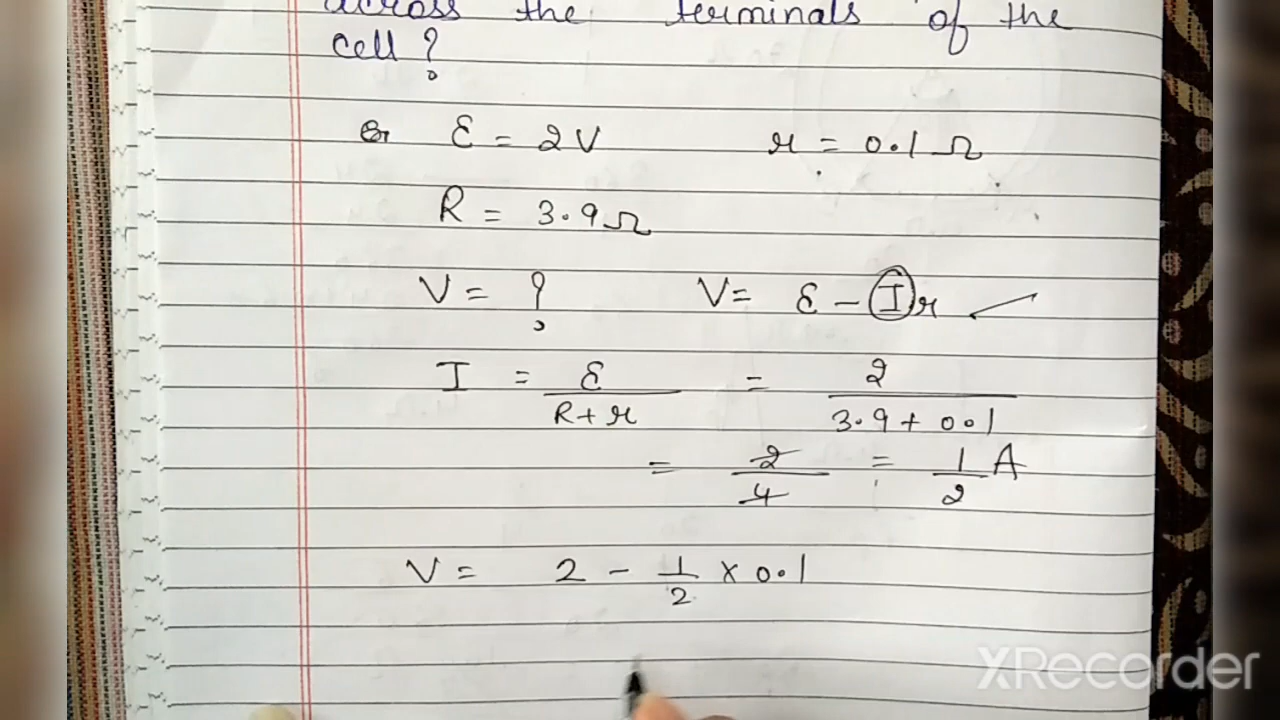 across the terminals of the
cell ?
ℰ = 2V r = 0.1 Ω
R = 3.9 Ω
V = ? V = ℰ - Ir
I = ℰ/(R+r) = 2/(3.9 + 0.1)
= 2/4 = 1/2 A
V = 2 - 1/2 × 0.1
XRecorder